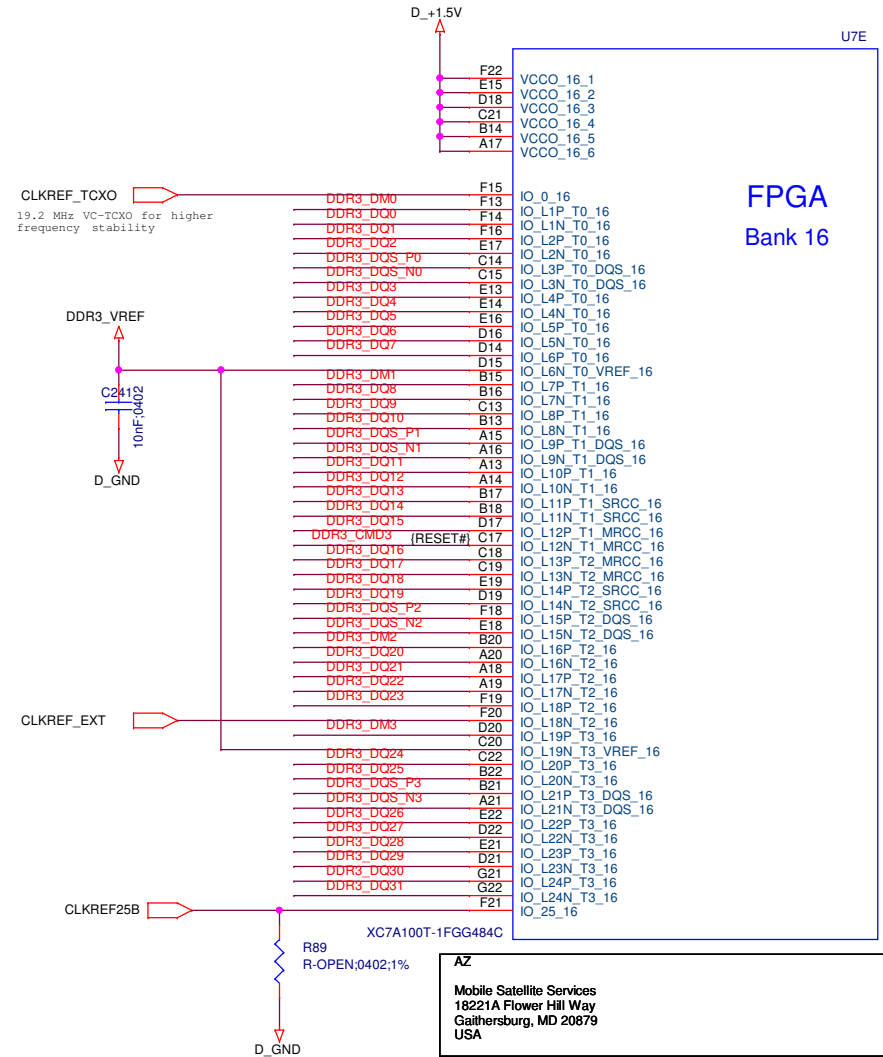 D_+1.5V
U7E
F22 VCCO_16_1
E15 VCCO_16_2
D18 VCCO_16_3
C21 VCCO_16_4
B14 VCCO_16_5
A17 VCCO_16_6
FPGA
Bank 16
CLKREF_TCXO F15 IO_0_16
19.2 MHz VC-TCXO for higher
frequency stability
DDR3_DM0 F13 IO_L1P_T0_16
DDR3_DQ0 F14 IO_L1N_T0_16
DDR3_DQ1 F16 IO_L2P_T0_16
DDR3_DQ2 E17 IO_L2N_T0_16
DDR3_DQS_P0 C14 IO_L3P_T0_DQS_16
DDR3_DQS_N0 C15 IO_L3N_T0_DQS_16
DDR3_DQ3 E13 IO_L4P_T0_16
DDR3_DQ4 E14 IO_L4N_T0_16
DDR3_DQ5 E16 IO_L5P_T0_16
DDR3_DQ6 D16 IO_L5N_T0_16
DDR3_DQ7 D14 IO_L6P_T0_16
DDR3_VREF
D15 IO_L6N_T0_VREF_16
C2412
10nF;0402
D_GND
DDR3_DM1 B15 IO_L7P_T1_16
DDR3_DQ8 B16 IO_L7N_T1_16
DDR3_DQ9 C13 IO_L8P_T1_16
DDR3_DQ10 B13 IO_L8N_T1_16
DDR3_DQS_P1 A15 IO_L9P_T1_DQS_16
DDR3_DQS_N1 A16 IO_L9N_T1_DQS_16
DDR3_DQ11 A13 IO_L10P_T1_16
DDR3_DQ12 A14 IO_L10N_T1_16
DDR3_DQ13 B17 IO_L11P_T1_SRCC_16
DDR3_DQ14 B18 IO_L11N_T1_SRCC_16
DDR3_DQ15 D17 IO_L12P_T1_MRCC_16
DDR3_CMD3 {RESET#} C17 IO_L12N_T1_MRCC_16
DDR3_DQ16 C18 IO_L13P_T2_MRCC_16
DDR3_DQ17 C19 IO_L13N_T2_MRCC_16
DDR3_DQ18 E19 IO_L14P_T2_SRCC_16
DDR3_DQ19 D19 IO_L14N_T2_SRCC_16
DDR3_DQS_P2 F18 IO_L15P_T2_DQS_16
DDR3_DQS_N2 E18 IO_L15N_T2_DQS_16
DDR3_DM2 B20 IO_L16P_T2_16
DDR3_DQ20 A20 IO_L16N_T2_16
DDR3_DQ21 A18 IO_L17P_T2_16
DDR3_DQ22 A19 IO_L17N_T2_16
DDR3_DQ23 F19 IO_L18P_T2_16
CLKREF_EXT F20 IO_L18N_T2_16
DDR3_DM3 D20 IO_L19P_T3_16
C20 IO_L19N_T3_VREF_16
DDR3_DQ24 C22 IO_L20P_T3_16
DDR3_DQ25 B22 IO_L20N_T3_16
DDR3_DQS_P3 B21 IO_L21P_T3_DQS_16
DDR3_DQS_N3 A21 IO_L21N_T3_DQS_16
DDR3_DQ26 E22 IO_L22P_T3_16
DDR3_DQ27 D22 IO_L22N_T3_16
DDR3_DQ28 E21 IO_L23P_T3_16
DDR3_DQ29 D21 IO_L23N_T3_16
DDR3_DQ30 G21 IO_L24P_T3_16
DDR3_DQ31 G22 IO_L24N_T3_16
CLKREF25B F21 IO_25_16
XC7A100T-1FGG484C
R89
R-OPEN;0402;1%
D_GND
AZ
Mobile Satellite Services
18221A Flower Hill Way
Gaithersburg, MD 20879
USA